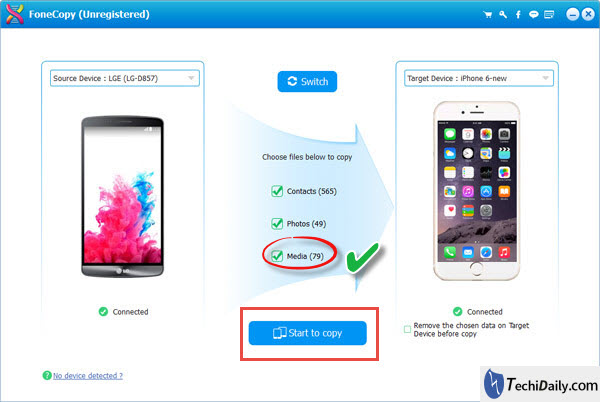 FoneCopy (Unregistered)
Source Device : LGE (LG-D857)
Switch
Target Device : iPhone 6-new
Choose files below to copy
Contacts (565)
Photos (49)
Media (79)
LG
Connected
Connected
Start to copy
Remove the chosen data on Target
Device before copy
No device detected ?
TechiDaily.com